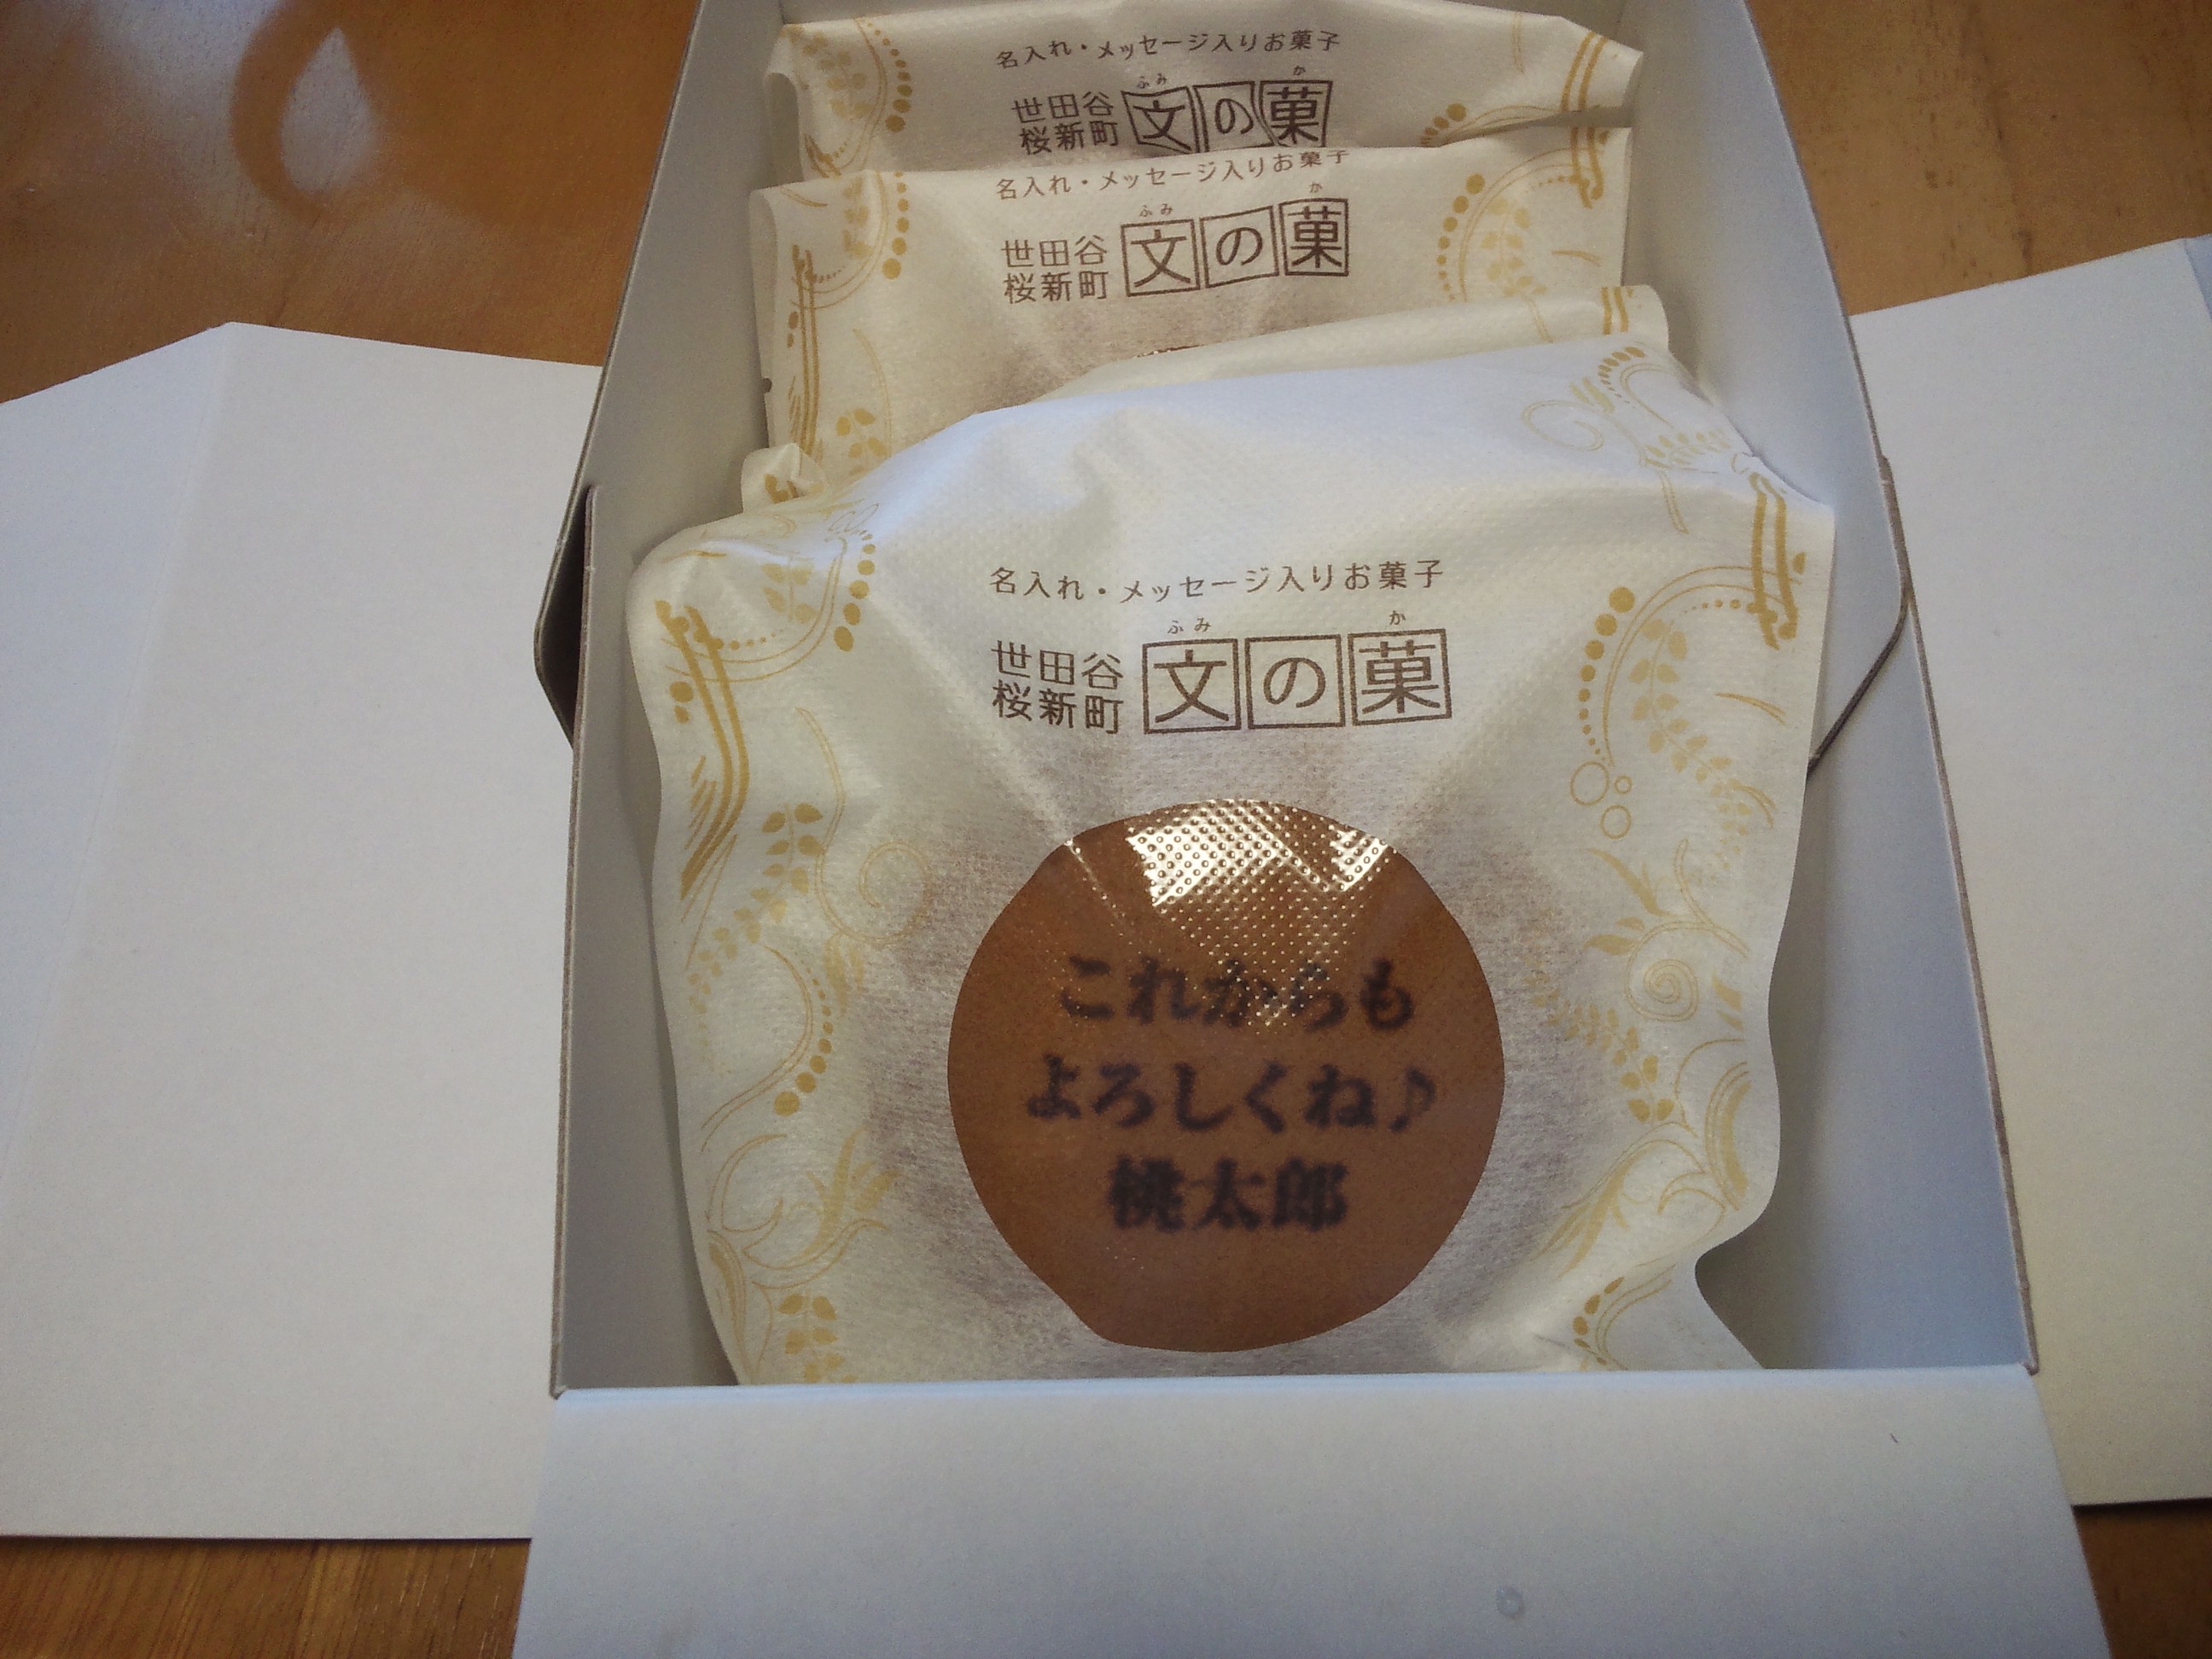 名入れ・メッセージ入りお菓子
ふみ か
世田谷
桜新町 文の菓
名入れ・メッセージ入りお菓子
ふみ か
世田谷
桜新町 文の菓
名入れ・メッセージ入りお菓子
ふみ か
世田谷
桜新町 文の菓
これからも
よろしくね♪
桃太郎